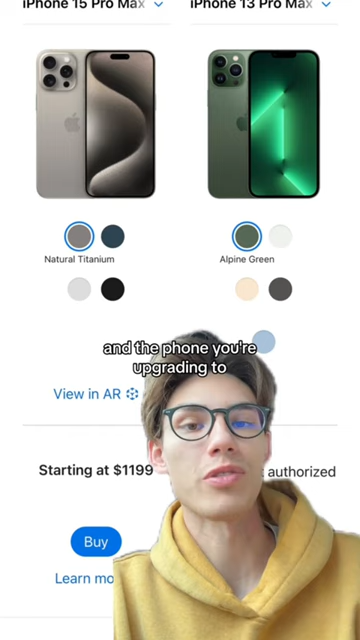 iPhone 15 Pro Max
iPhone 13 Pro Max
Natural Titanium
Alpine Green
and the phone you're
upgrading to
View in AR
Starting at $1199
authorized
Buy
Learn mo